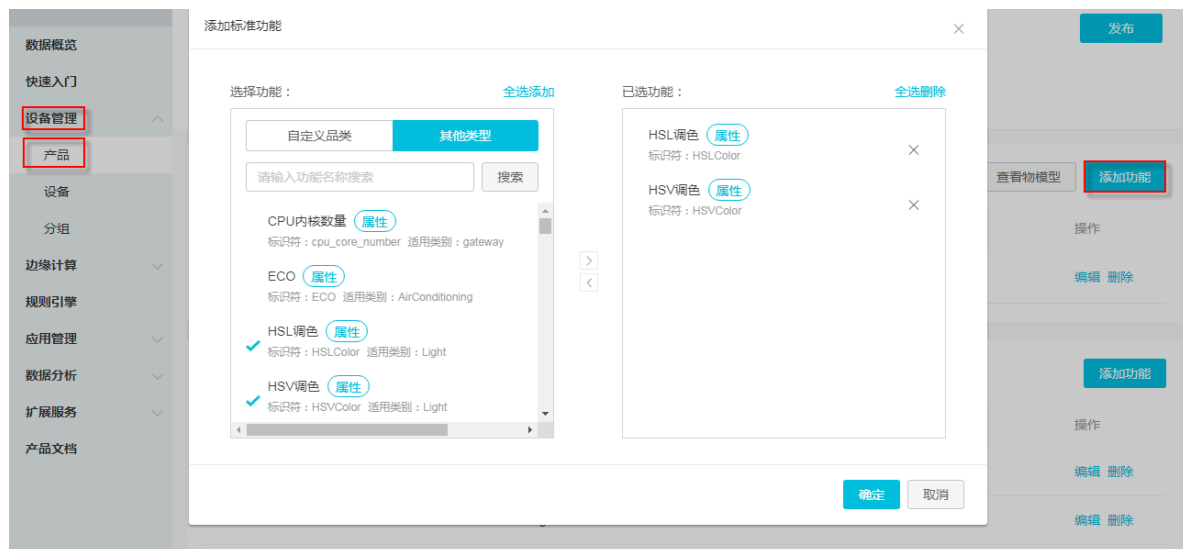 添加标准功能
发布
数据概览
快速入门
设备管理
产品
设备
分组
边缘计算
规则引擎
应用管理
数据分析
扩展服务
产品文档
选择功能：
全选添加
自定义品类
其他类型
请输入功能名称搜索
搜索
CPU内核数量 属性
标识符：cpu_core_number 适用类别：gateway
ECO 属性
标识符：ECO 适用类别：AirConditioning
HSL调色 属性
标识符：HSLColor 适用类别：Light
HSV调色 属性
标识符：HSVColor 适用类别：Light
已选功能：
全选删除
HSL调色 属性
标识符：HSLColor
HSV调色 属性
标识符：HSVColor
确定
取消
查看物模型
添加功能
操作
编辑 删除
添加功能
操作
编辑 删除
编辑 删除